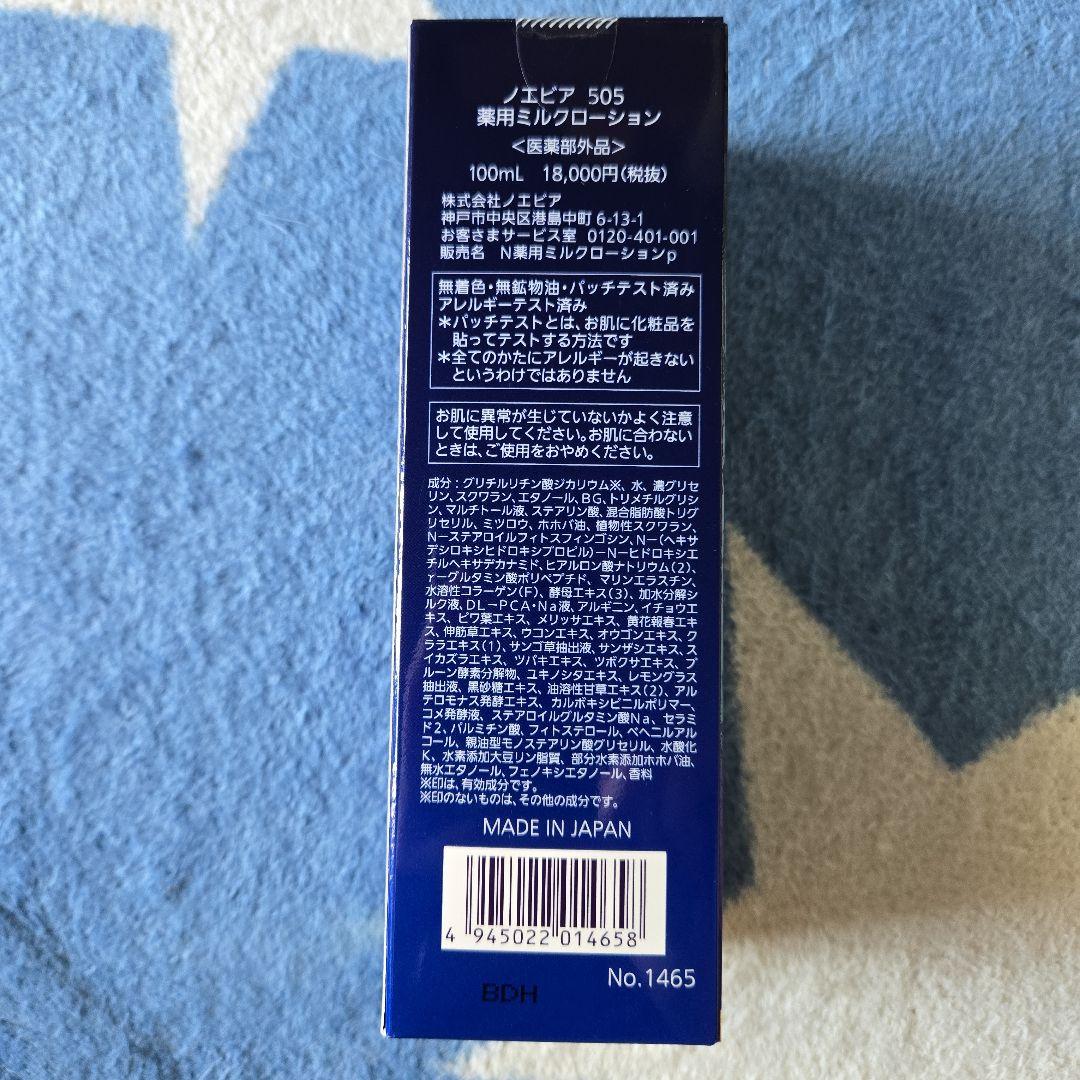 ノエビア 505
薬用ミルクローション
<医薬部外品>
100mL 18,000円(税抜)
株式会社ノエビア
神戸市中央区港島中町 6-13-1
お客さまサービス室 0120-401-001
販売名 N薬用ミルクローションp
無着色・無鉱物油・パッチテスト済み
アレルギーテスト済み
*パッチテストとは、お肌に化粧品を
貼ってテストする方法です
*全てのかたにアレルギーが起きない
というわけではありません
お肌に異常が生じていないかよく注意
して使用してください。お肌に合わない
ときは、ご使用をおやめください。
成分：グリチルリチン酸ジカリウム※、水、濃グリセ
リン、スクワラン、エタノール、BG、トリメチルグリシ
ン、マルチトール液、ステアリン酸、混合脂肪酸トリグ
リセリル、ミツロウ、ホホバ油、植物性スクワラン、
N-ステアロイルフィトスフィンゴシン、N-(ヘキサ
デシロキシヒドロキシプロピル)-N-ヒドロキシエ
チルヘキサデカナミド、ヒアルロン酸ナトリウム(2)、
γ-グルタミン酸ポリペプチド、マリンエラスチン、
水溶性コラーゲン(F)、酵母エキス(3)、加水分解シ
ルク液、DL-PCA・Na液、アルギニン、イチョウエ
キス、ビワ葉エキス、メリッサエキス、黄花報春エキ
ス、伸筋草エキス、ウコンエキス、オウゴンエキス、ク
ララエキス(1)、サンゴ草抽出液、サンザシエキス、ス
イカズラエキス、ツバキエキス、ツボクサエキス、プ
ルーン酵素分解物、ユキノシタエキス、レモングラス
抽出液、黒砂糖エキス、油溶性甘草エキス(2)、アル
テロモナス発酵エキス、カルボキシビニルポリマー、
コメ発酵液、ステアロイルグルタミン酸Na、セラミ
ド2、パルミチン酸、フィトステロール、ベヘニルアル
コール、親油型モノステアリン酸グリセリル、水酸化
K、水素添加大豆リン脂質、部分水素添加ホホバ油、
無水エタノール、フェノキシエタノール、香料
※印は、有効成分です。
※印のないものは、その他の成分です。
MADE IN JAPAN
4 945022 014658
No.1465
BDH